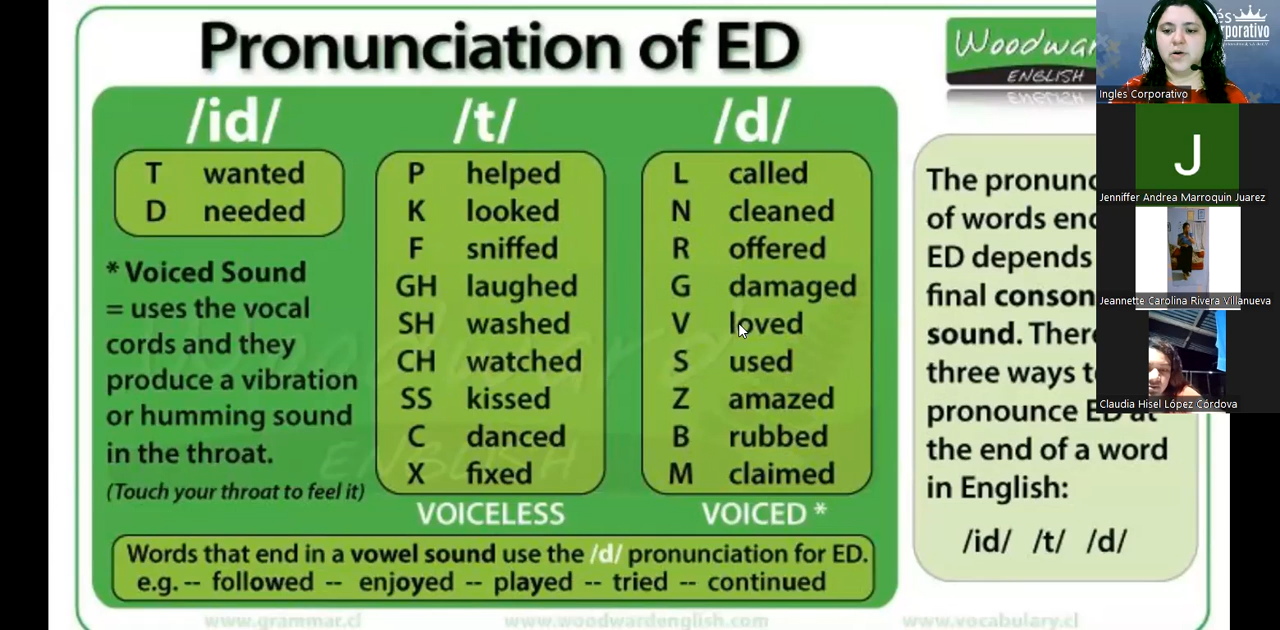 Pronunciation of ED
Woodwar
ENGLISH
/id/
T wanted
D needed
* Voiced Sound
= uses the vocal
cords and they
produce a vibration
or humming sound
in the throat.
(Touch your throat to feel it)
/t/
P helped
K looked
F sniffed
GH laughed
SH washed
CH watched
SS kissed
C danced
X fixed
VOICELESS
/d/
L called
N cleaned
R offered
G damaged
V loved
S used
Z amazed
B rubbed
M claimed
VOICED *
Words that end in a vowel sound use the /d/ pronunciation for ED.
e.g. -- followed -- enjoyed -- played -- tried -- continued
The pronunc
of words end
ED depends
final conson
sound. There
three ways t
pronounce ED at
the end of a word
in English:
/id/ /t/ /d/
www.grammar.cl www.woodwardenglish.com www.vocabulary.cl
és
rporativo
Ingles Corporativo
J
Jenniffer Andrea Marroquin Juarez
Jeannette Carolina Rivera Villanueva
Claudia Hisel López Córdova